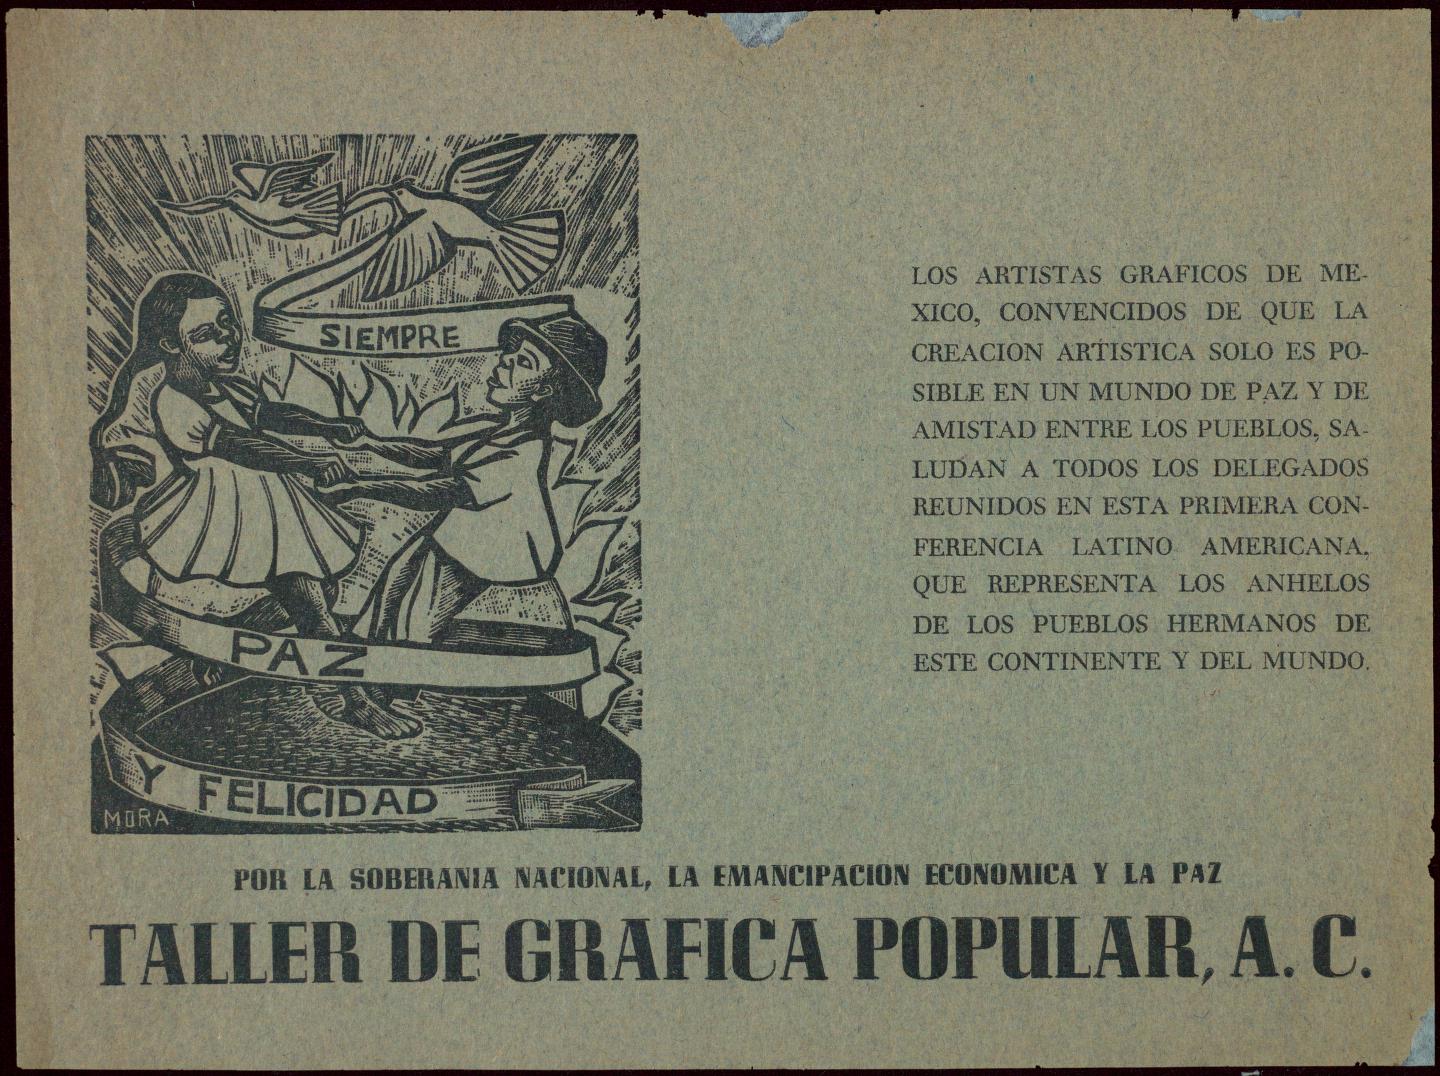 SIEMPRE
PAZ
Y FELICIDAD
MORA
LOS ARTISTAS GRAFICOS DE ME-
XICO, CONVENCIDOS DE QUE LA
CREACION ARTISTICA SOLO ES PO-
SIBLE EN UN MUNDO DE PAZ Y DE
AMISTAD ENTRE LOS PUEBLOS, SA-
LUDAN A TODOS LOS DELEGADOS
REUNIDOS EN ESTA PRIMERA CON-
FERENCIA LATINO AMERICANA,
QUE REPRESENTA LOS ANHELOS
DE LOS PUEBLOS HERMANOS DE
ESTE CONTINENTE Y DEL MUNDO.
POR LA SOBERANIA NACIONAL, LA EMANCIPACION ECONOMICA Y LA PAZ
TALLER DE GRAFICA POPULAR, A. C.